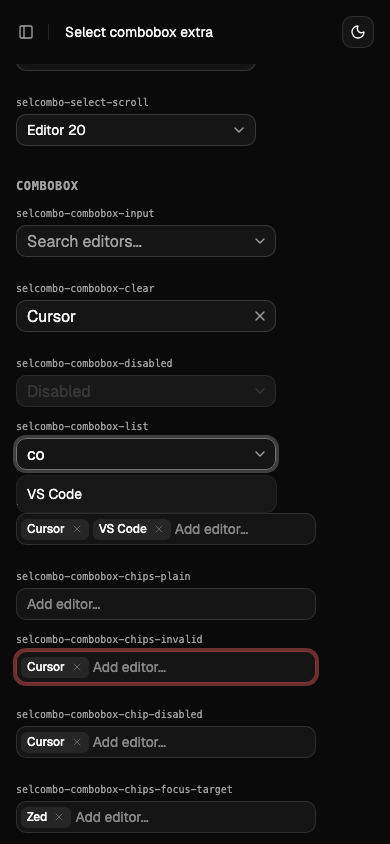 Select combobox extra
selcombo-select-scroll
Editor 20
COMBOBOX
selcombo-combobox-input
Search editors...
selcombo-combobox-clear
Cursor
selcombo-combobox-disabled
Disabled
selcombo-combobox-list
co
VS Code
Cursor VS Code Add editor...
selcombo-combobox-chips-plain
Add editor...
selcombo-combobox-chips-invalid
Cursor Add editor...
selcombo-combobox-chip-disabled
Cursor Add editor...
selcombo-combobox-chips-focus-target
Zed Add editor...